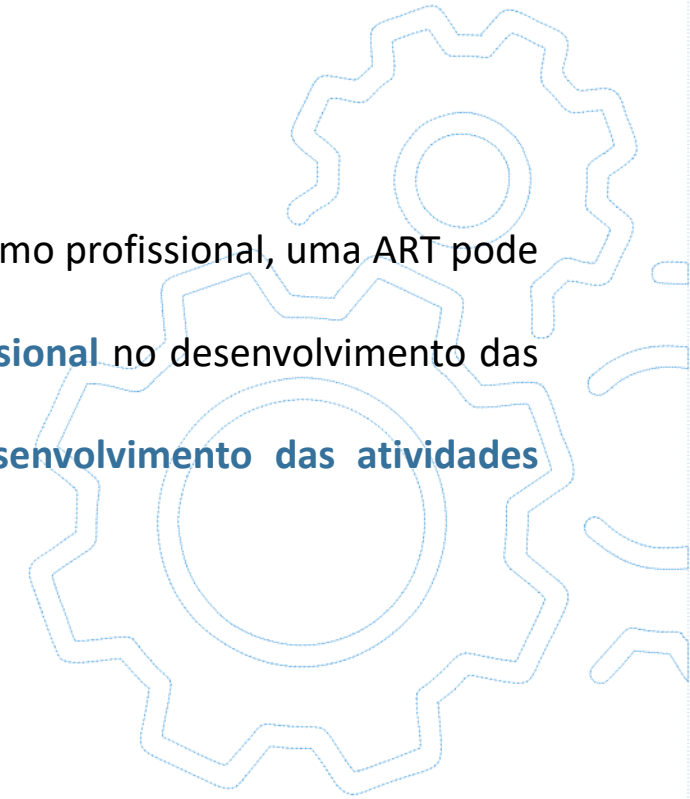 mo profissional, uma ART pode
sional no desenvolvimento das
senvolvimento das atividades